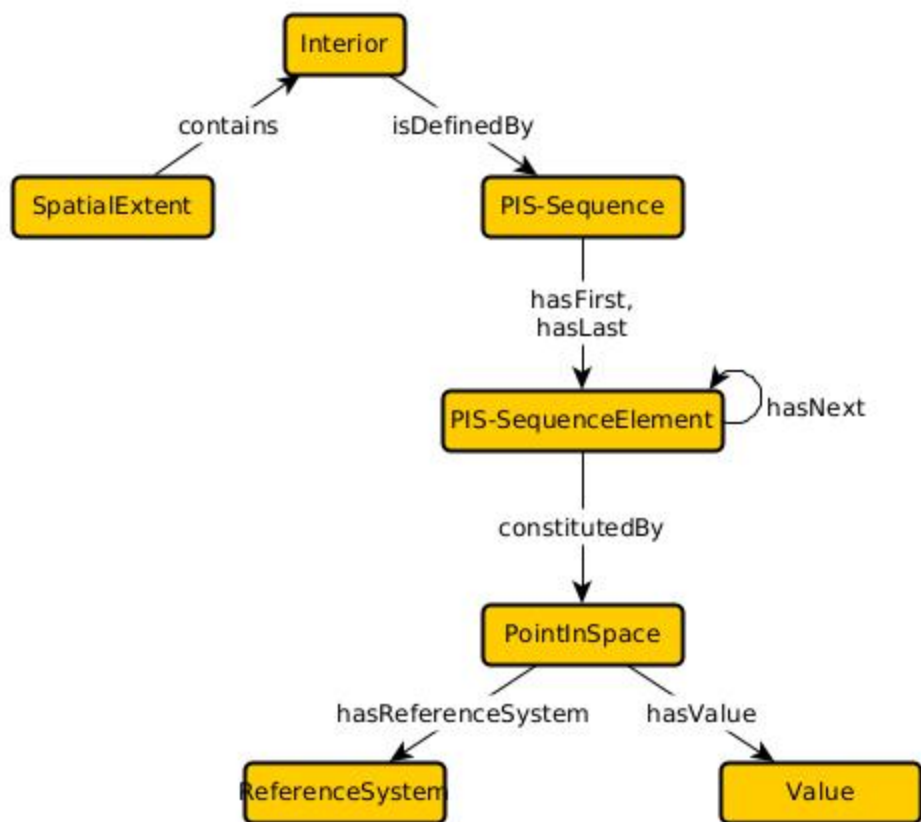 Interior
contains
isDefinedBy
SpatialExtent
PIS-Sequence
hasFirst,
hasLast
PIS-SequenceElement
hasNext
constitutedBy
PointInSpace
hasReferenceSystem
hasValue
ReferenceSystem
Value